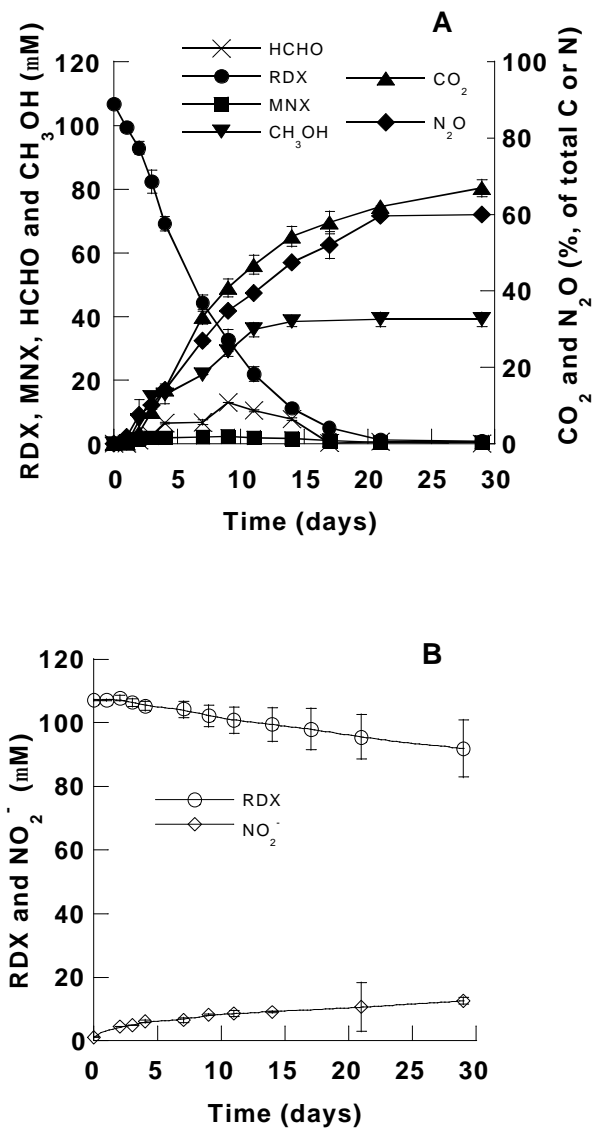 A
HCHO
RDX
MNX
CH3OH
CO2
N2O
RDX, MNX, HCHO and CH3OH (mM)
120
100
80
60
40
20
0
CO2 and N2O (%, of total C or N)
100
80
60
40
20
0
0 5 10 15 20 25 30
Time (days)
B
RDX
NO2-
RDX and NO2- (mM)
120
100
80
60
40
20
0
0 5 10 15 20 25 30
Time (days)